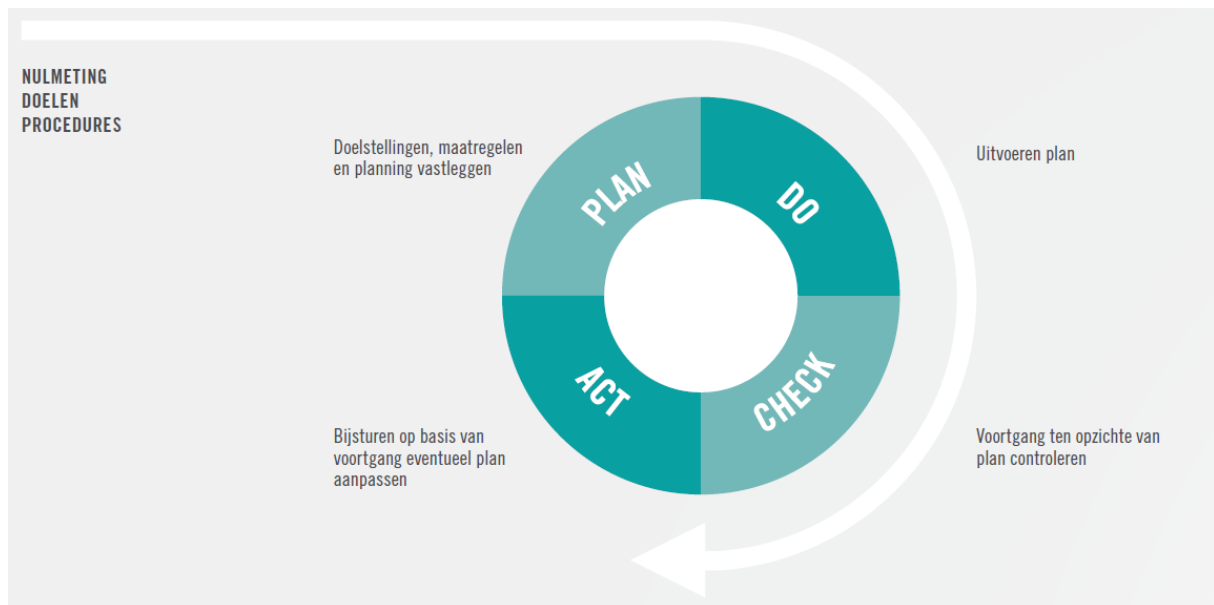 NULMETING
DOELEN
PROCEDURES
Doelstellingen, maatregelen
en planning vastleggen
PLAN
DO
Uitvoeren plan
ACT
CHECK
Bijsturen op basis van
voortgang eventueel plan
aanpassen
Voortgang ten opzichte van
plan controleren